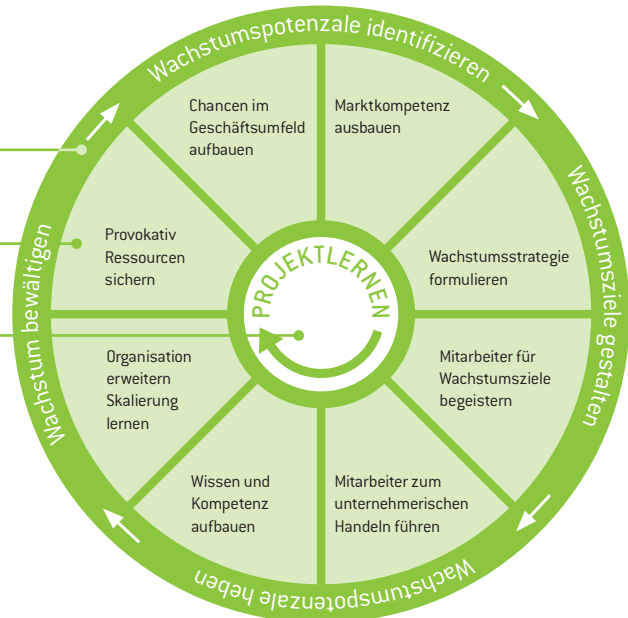 Wachstumspotenziale identifizieren
Chancen im
Geschäftsumfeld
aufbauen
Marktkompetenz
ausbauen
Wachstumsziele gestalten
Wachstumsstrategie
formulieren
Mitarbeiter für
Wachstumsziele
begeistern
Mitarbeiter zum
unternehmerischen
Handeln führen
Wachstumspotenzale heben
Wissen und
Kompetenz
aufbauen
Organisation
erweitern
Skalierung
lernen
Wachstum bewältigen
Provokativ
Ressourcen
sichern
PROJEKTLERNEN